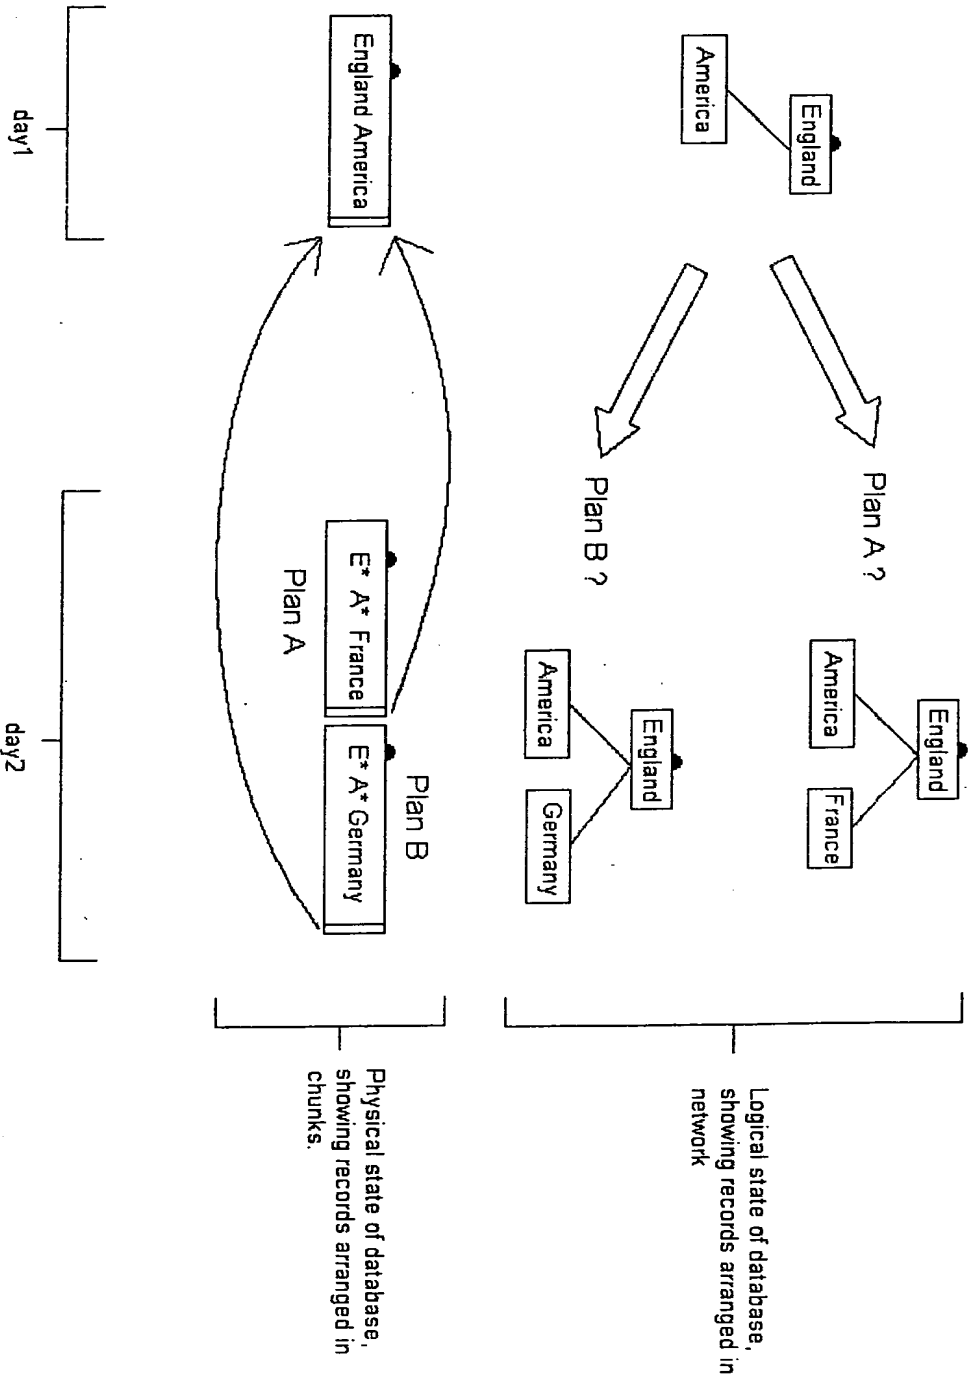 England
Plan A ?
America
France
England
America
Logical state of database,
showing records arranged in
network
England
Plan B ?
America
Germany
Plan B
England America
E* A* France
E* A* Germany
Physical state of database,
showing records arranged in
chunks.
Plan A
day1
day2